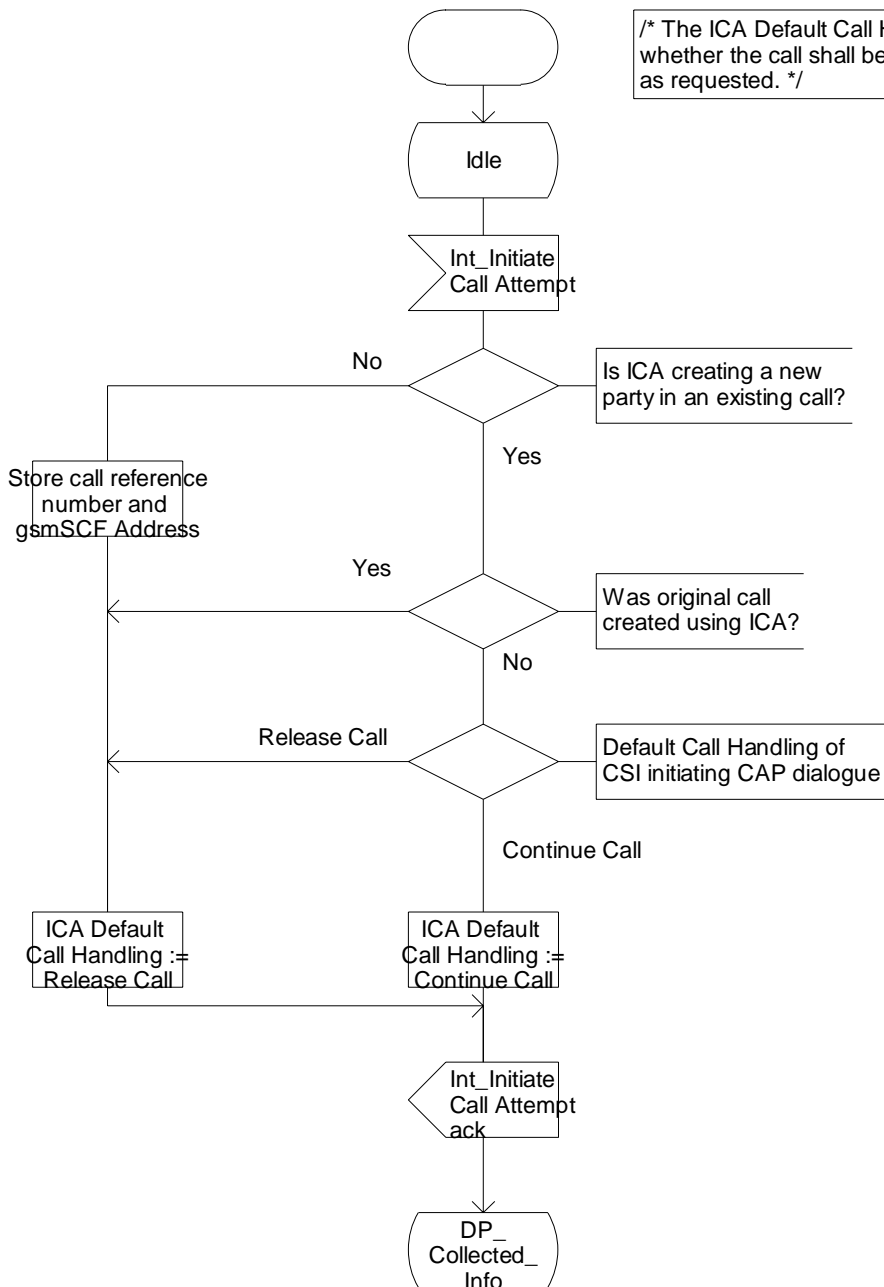 /* The ICA Default Call
whether the call shall be
as requested. */
Idle
Int_Initiate
Call Attempt
No
Is ICA creating a new
party in an existing call?
Yes
Store call reference
number and
gsmSCF Address
Yes
Was original call
created using ICA?
No
Release Call
Default Call Handling of
CSI initiating CAP dialogue
Continue Call
ICA Default
Call Handling :=
Release Call
ICA Default
Call Handling :=
Continue Call
Int_Initiate
Call Attempt
ack
DP_
Collected_
Info